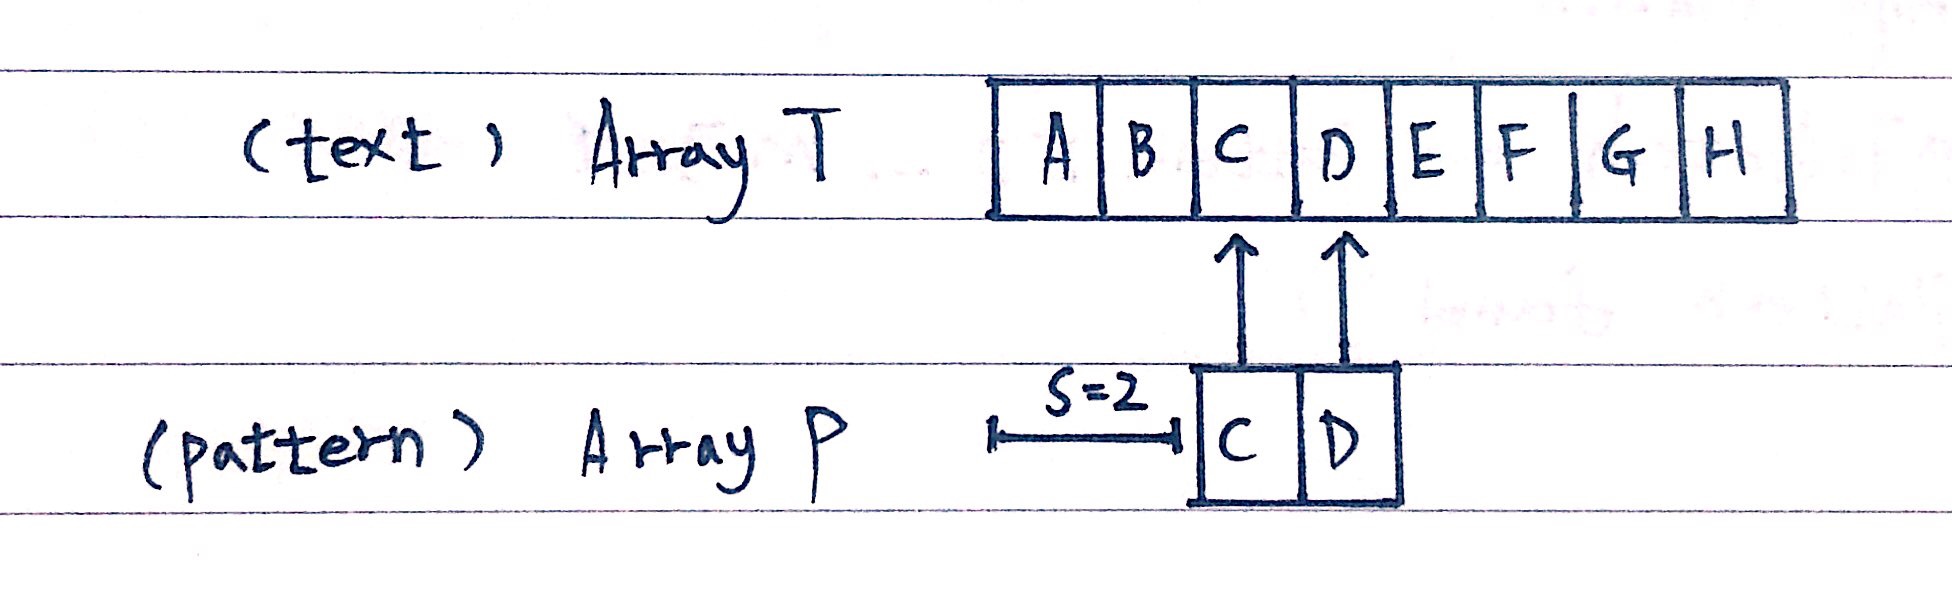 (text) Array T A B C D E F G H
S=2
(pattern) Array P C D